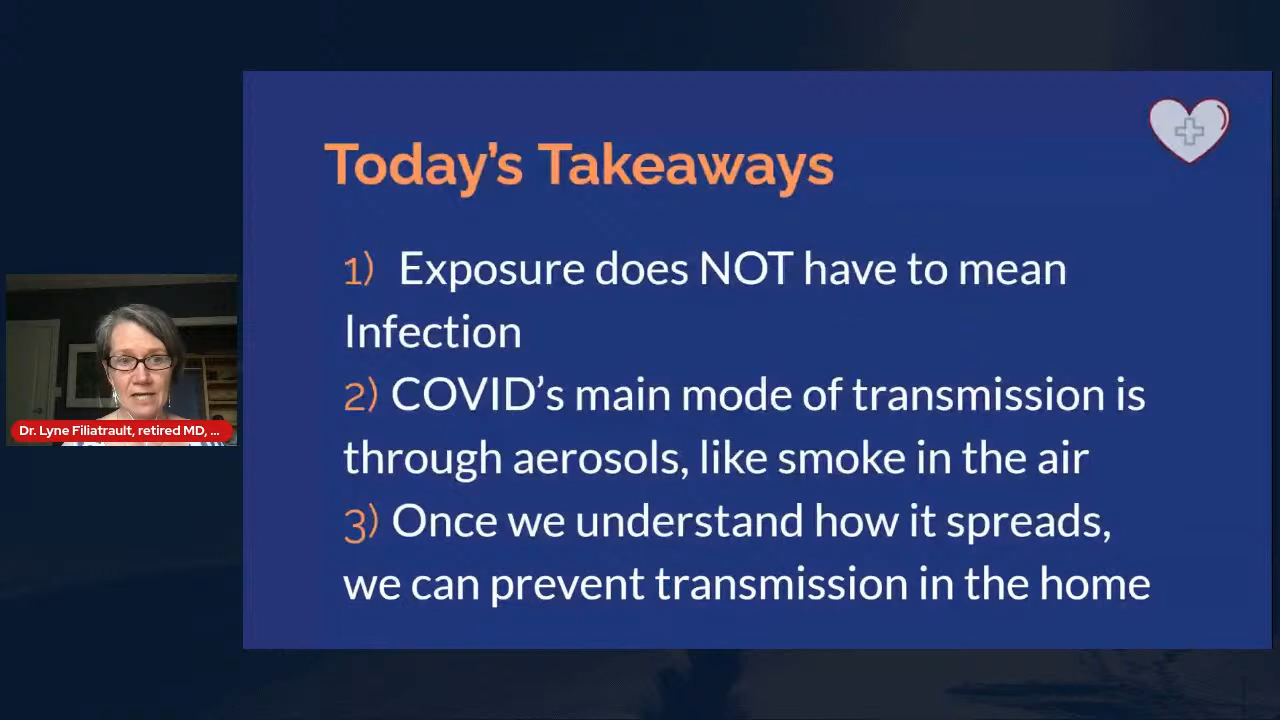 Today's Takeaways
1) Exposure does NOT have to mean
Infection
2) COVID's main mode of transmission is
through aerosols, like smoke in the air
3) Once we understand how it spreads,
we can prevent transmission in the home
Dr. Lyne Filiatrault, retired MD, ...